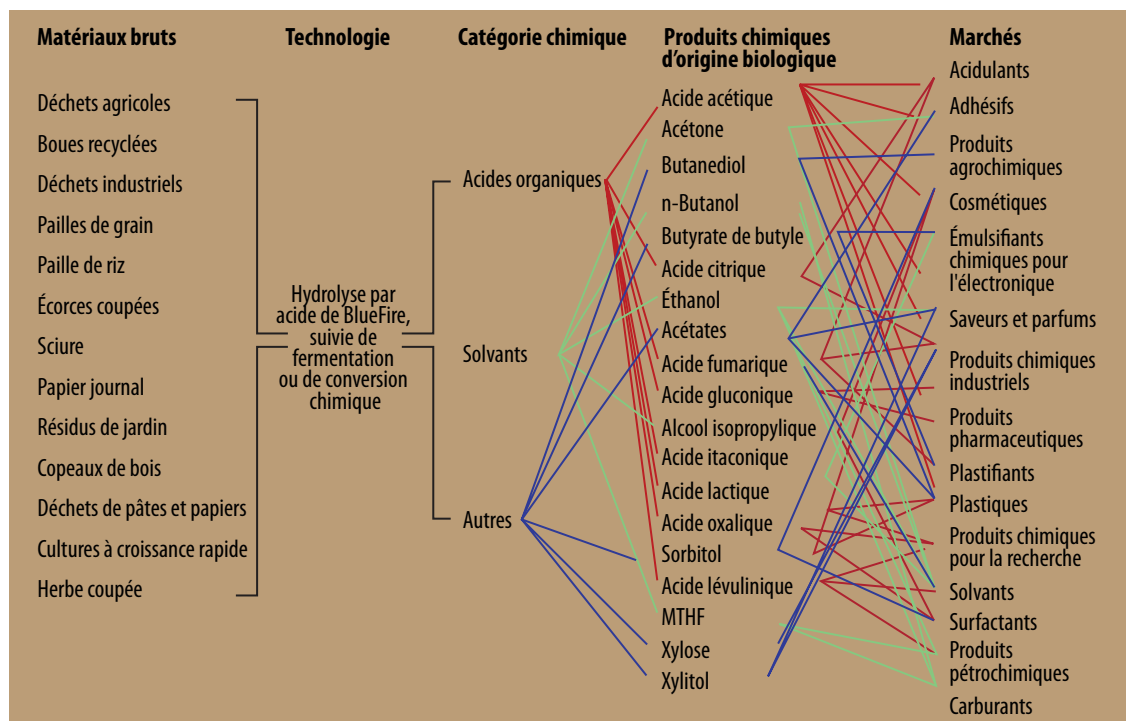 Matériaux bruts
Déchets agricoles
Boues recyclées
Déchets industriels
Pailles de grain
Paille de riz
Écorces coupées
Sciure
Papier journal
Résidus de jardin
Copeaux de bois
Déchets de pâtes et papiers
Cultures à croissance rapide
Herbe coupée
Technologie
Hydrolyse par
acide de BlueFire,
suivie de
fermentation
ou de conversion
chimique
Catégorie chimique
Acides organiques
Solvants
Autres
Produits chimiques
d'origine biologique
Acide acétique
Acétone
Butanediol
n-Butanol
Butyrate de butyle
Acide citrique
Éthanol
Acétates
Acide fumarique
Acide gluconique
Alcool isopropylique
Acide itaconique
Acide lactique
Acide oxalique
Sorbitol
Acide lévulinique
MTHF
Xylose
Xylitol
Marchés
Acidulants
Adhésifs
Produits
agrochimiques
Cosmétiques
Émulsifiants
chimiques pour
l'électronique
Saveurs et parfums
Produits chimiques
industriels
Produits
pharmaceutiques
Plastifiants
Plastiques
Produits chimiques
pour la recherche
Solvants
Surfactants
Produits
pétrochimiques
Carburants